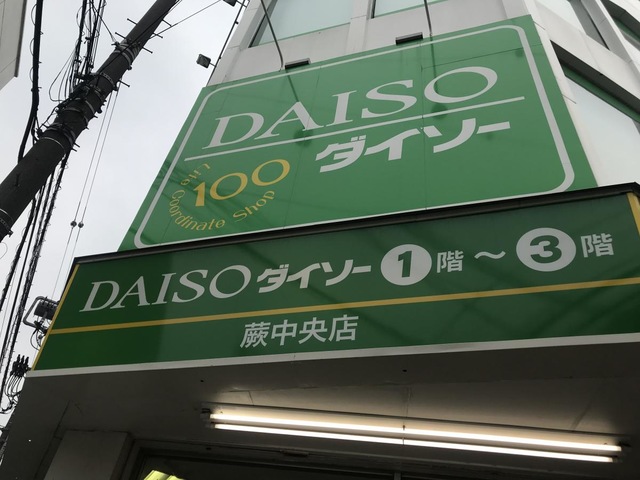 DAISO
ダイソー
Live 100
Coordinate Shop
DAISO ダイソー ①階～③階
蕨中央店